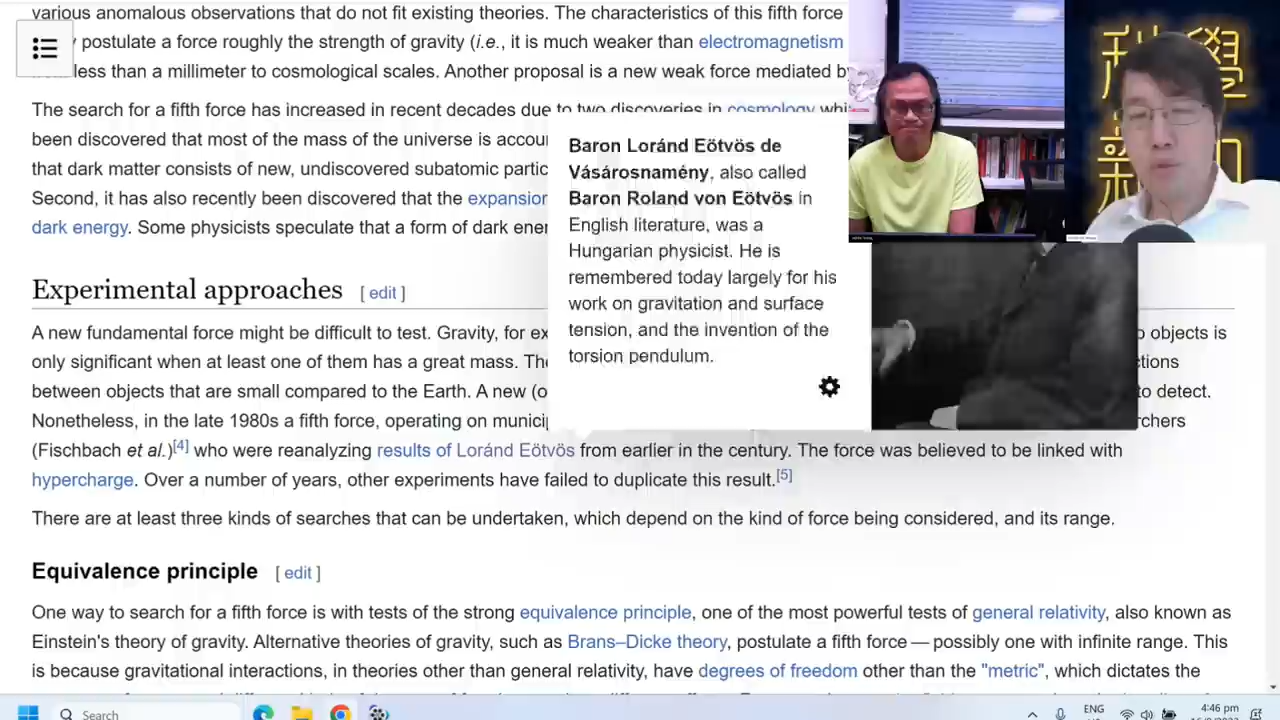 various anomalous observations that do not fit existing theories. The characteristics of this fifth force
postulate a force roughly the strength of gravity (i.e., it is much weaker than electromagnetism
less than a millimeter to cosmological scales. Another proposal is a new weak force mediated by
The search for a fifth force has increased in recent decades due to two discoveries in cosmology
been discovered that most of the mass of the universe is
that dark matter consists of new, undiscovered subatomic
Second, it has also recently been discovered that the
dark energy. Some physicists speculate that a form of dark
Baron Loránd Eötvös de
Vásárosnamény, also called
Baron Roland von Eötvös in
English literature, was a
Hungarian physicist. He is
remembered today largely for his
work on gravitation and surface
tension, and the invention of the
torsion pendulum.
Experimental approaches [ edit ]
A new fundamental force might be difficult to test. Gravity, for objects is
only significant when at least one of them has a great mass.
between objects that are small compared to the Earth. A new to detect.
Nonetheless, in the late 1980s a fifth force, operating on
(Fischbach et al.)[4] who were reanalyzing results of Loránd Eötvös from earlier in the century. The force was believed to be linked with
hypercharge. Over a number of years, other experiments have failed to duplicate this result.[5]
There are at least three kinds of searches that can be undertaken, which depend on the kind of force being considered, and its range.
Equivalence principle [ edit ]
One way to search for a fifth force is with tests of the strong equivalence principle, one of the most powerful tests of general relativity, also known as
Einstein's theory of gravity. Alternative theories of gravity, such as Brans–Dicke theory, postulate a fifth force — possibly one with infinite range. This
is because gravitational interactions, in theories other than general relativity, have degrees of freedom other than the "metric", which dictates the
Search
ENG
4:46 pm